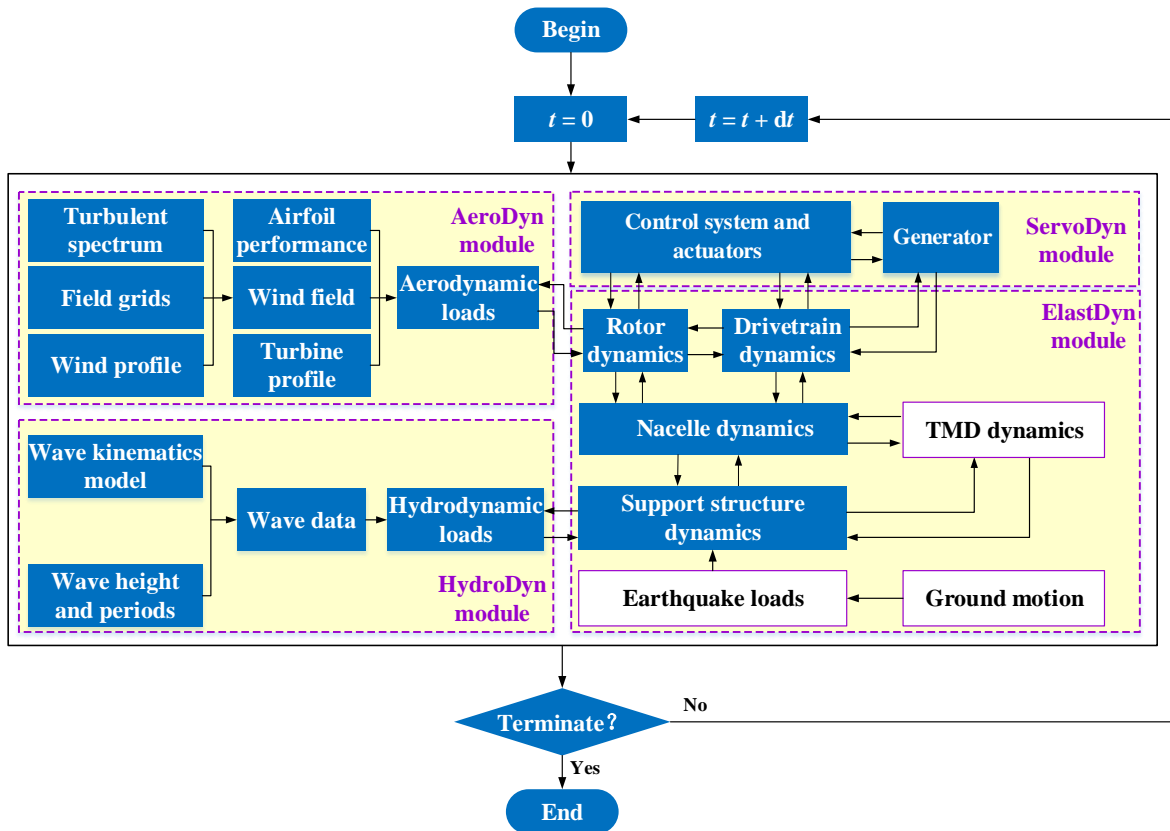 Begin
t = 0
t = t + dt
Turbulent
spectrum
Field grids
Wind profile
Airfoil
performance
Wind field
Turbine
profile
AeroDyn
module
Aerodynamic
loads
Control system and
actuators
Generator
ServoDyn
module
Rotor
dynamics
Drivetrain
dynamics
ElastDyn
module
Nacelle dynamics
TMD dynamics
Support structure
dynamics
Earthquake loads
Ground motion
Wave kinematics
model
Wave data
Hydrodynamic
loads
Wave height
and periods
HydroDyn
module
Terminate?
No
Yes
End